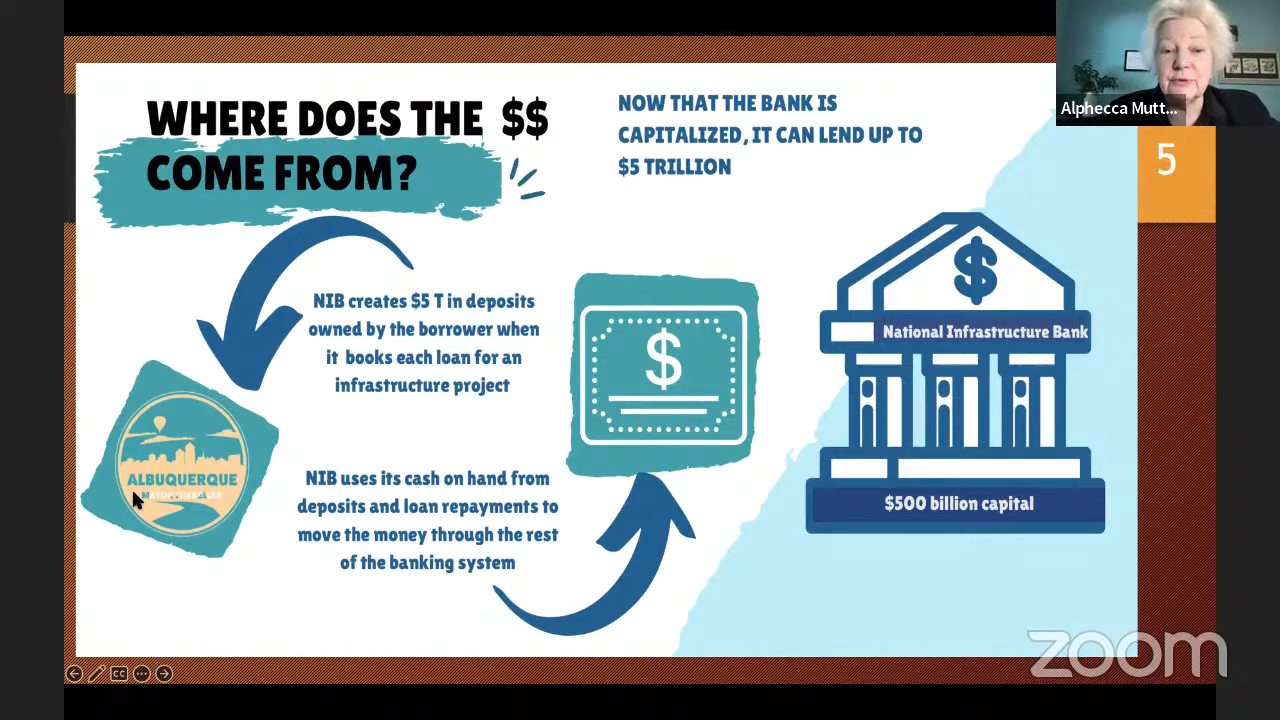 WHERE DOES THE $$
COME FROM?
NOW THAT THE BANK IS
CAPITALIZED, IT CAN LEND UP TO
$5 TRILLION
Alphecca Mutt...
5
NIB creates $5 T in deposits
owned by the borrower when
it books each loan for an
infrastructure project
$
$
National Infrastructure Bank
ALBUQUERQUE
NIB uses its cash on hand from
deposits and loan repayments to
move the money through the rest
of the banking system
$500 billion capital
CC
zoom